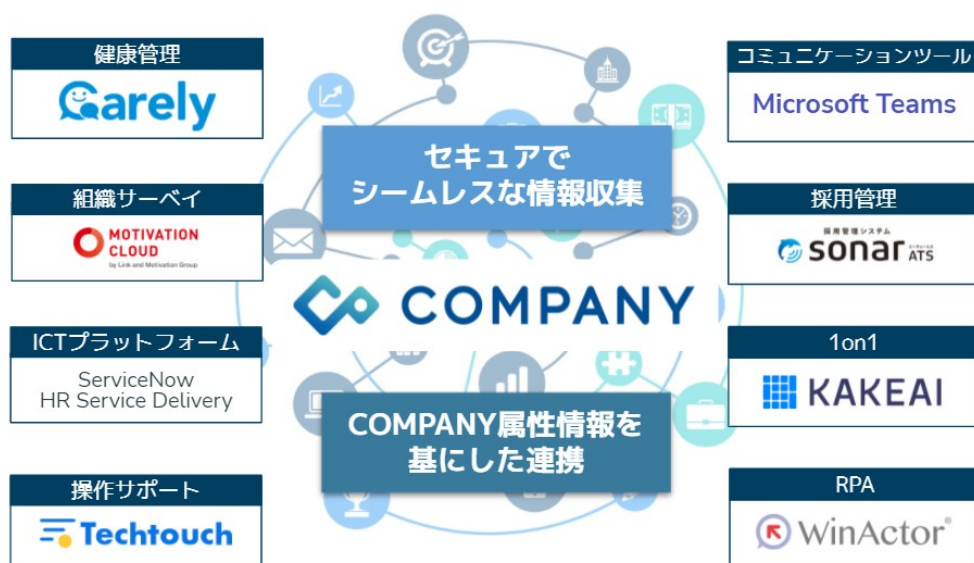 健康管理
Carely
組織サーベイ
MOTIVATION
CLOUD
by Link and Motivation Group
ICTプラットフォーム
ServiceNow
HR Service Delivery
操作サポート
Techtouch
セキュアで
シームレスな情報収集
COMPANY
COMPANY属性情報を
基にした連携
コミュニケーションツール
Microsoft Teams
採用管理
採用管理システム
sonar ATS
1on1
KAKEAI
RPA
WinActor®